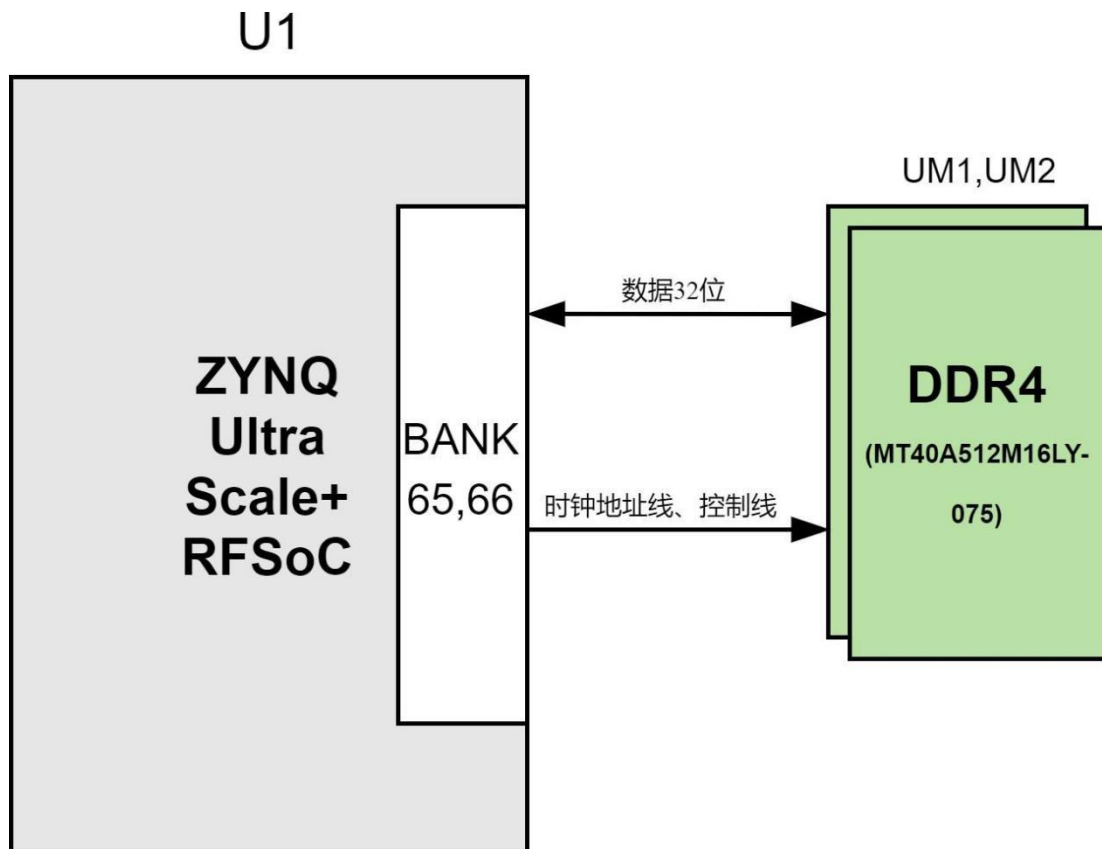 U1
ZYNQ
Ultra
Scale+
RFSoC
BANK
65,66
数据32位
时钟地址线、控制线
UM1,UM2
DDR4
(MT40A512M16LY-
075)